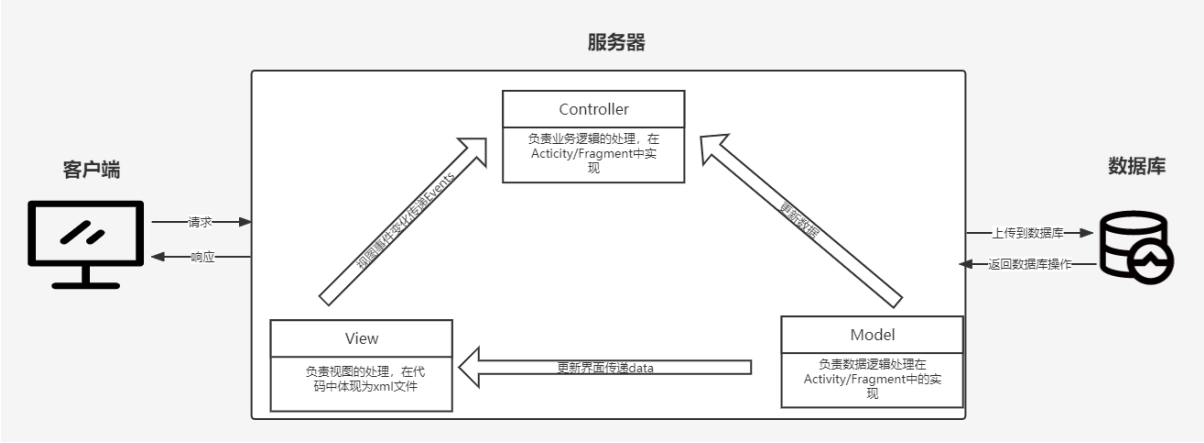 服务器
Controller
负责业务逻辑的处理，在
Acticity/Fragment中实
现
客户端
数据库
请求
响应
视图事件变化传递Events
更新数据
上传到数据库
返回数据库操作
View
负责视图的处理，在代
码中体现为xml文件
更新界面传递data
Model
负责数据逻辑处理在
Activity/Fragment中的实
现